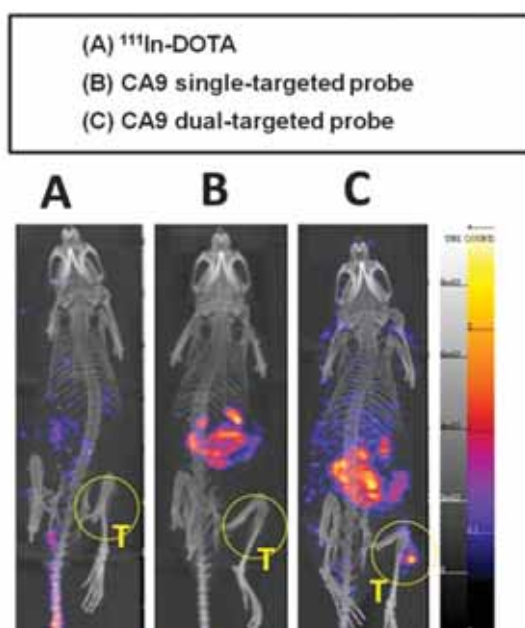 (A) ¹¹¹In-DOTA
(B) CA9 single-targeted probe
(C) CA9 dual-targeted probe
A
B
C
T
T
T